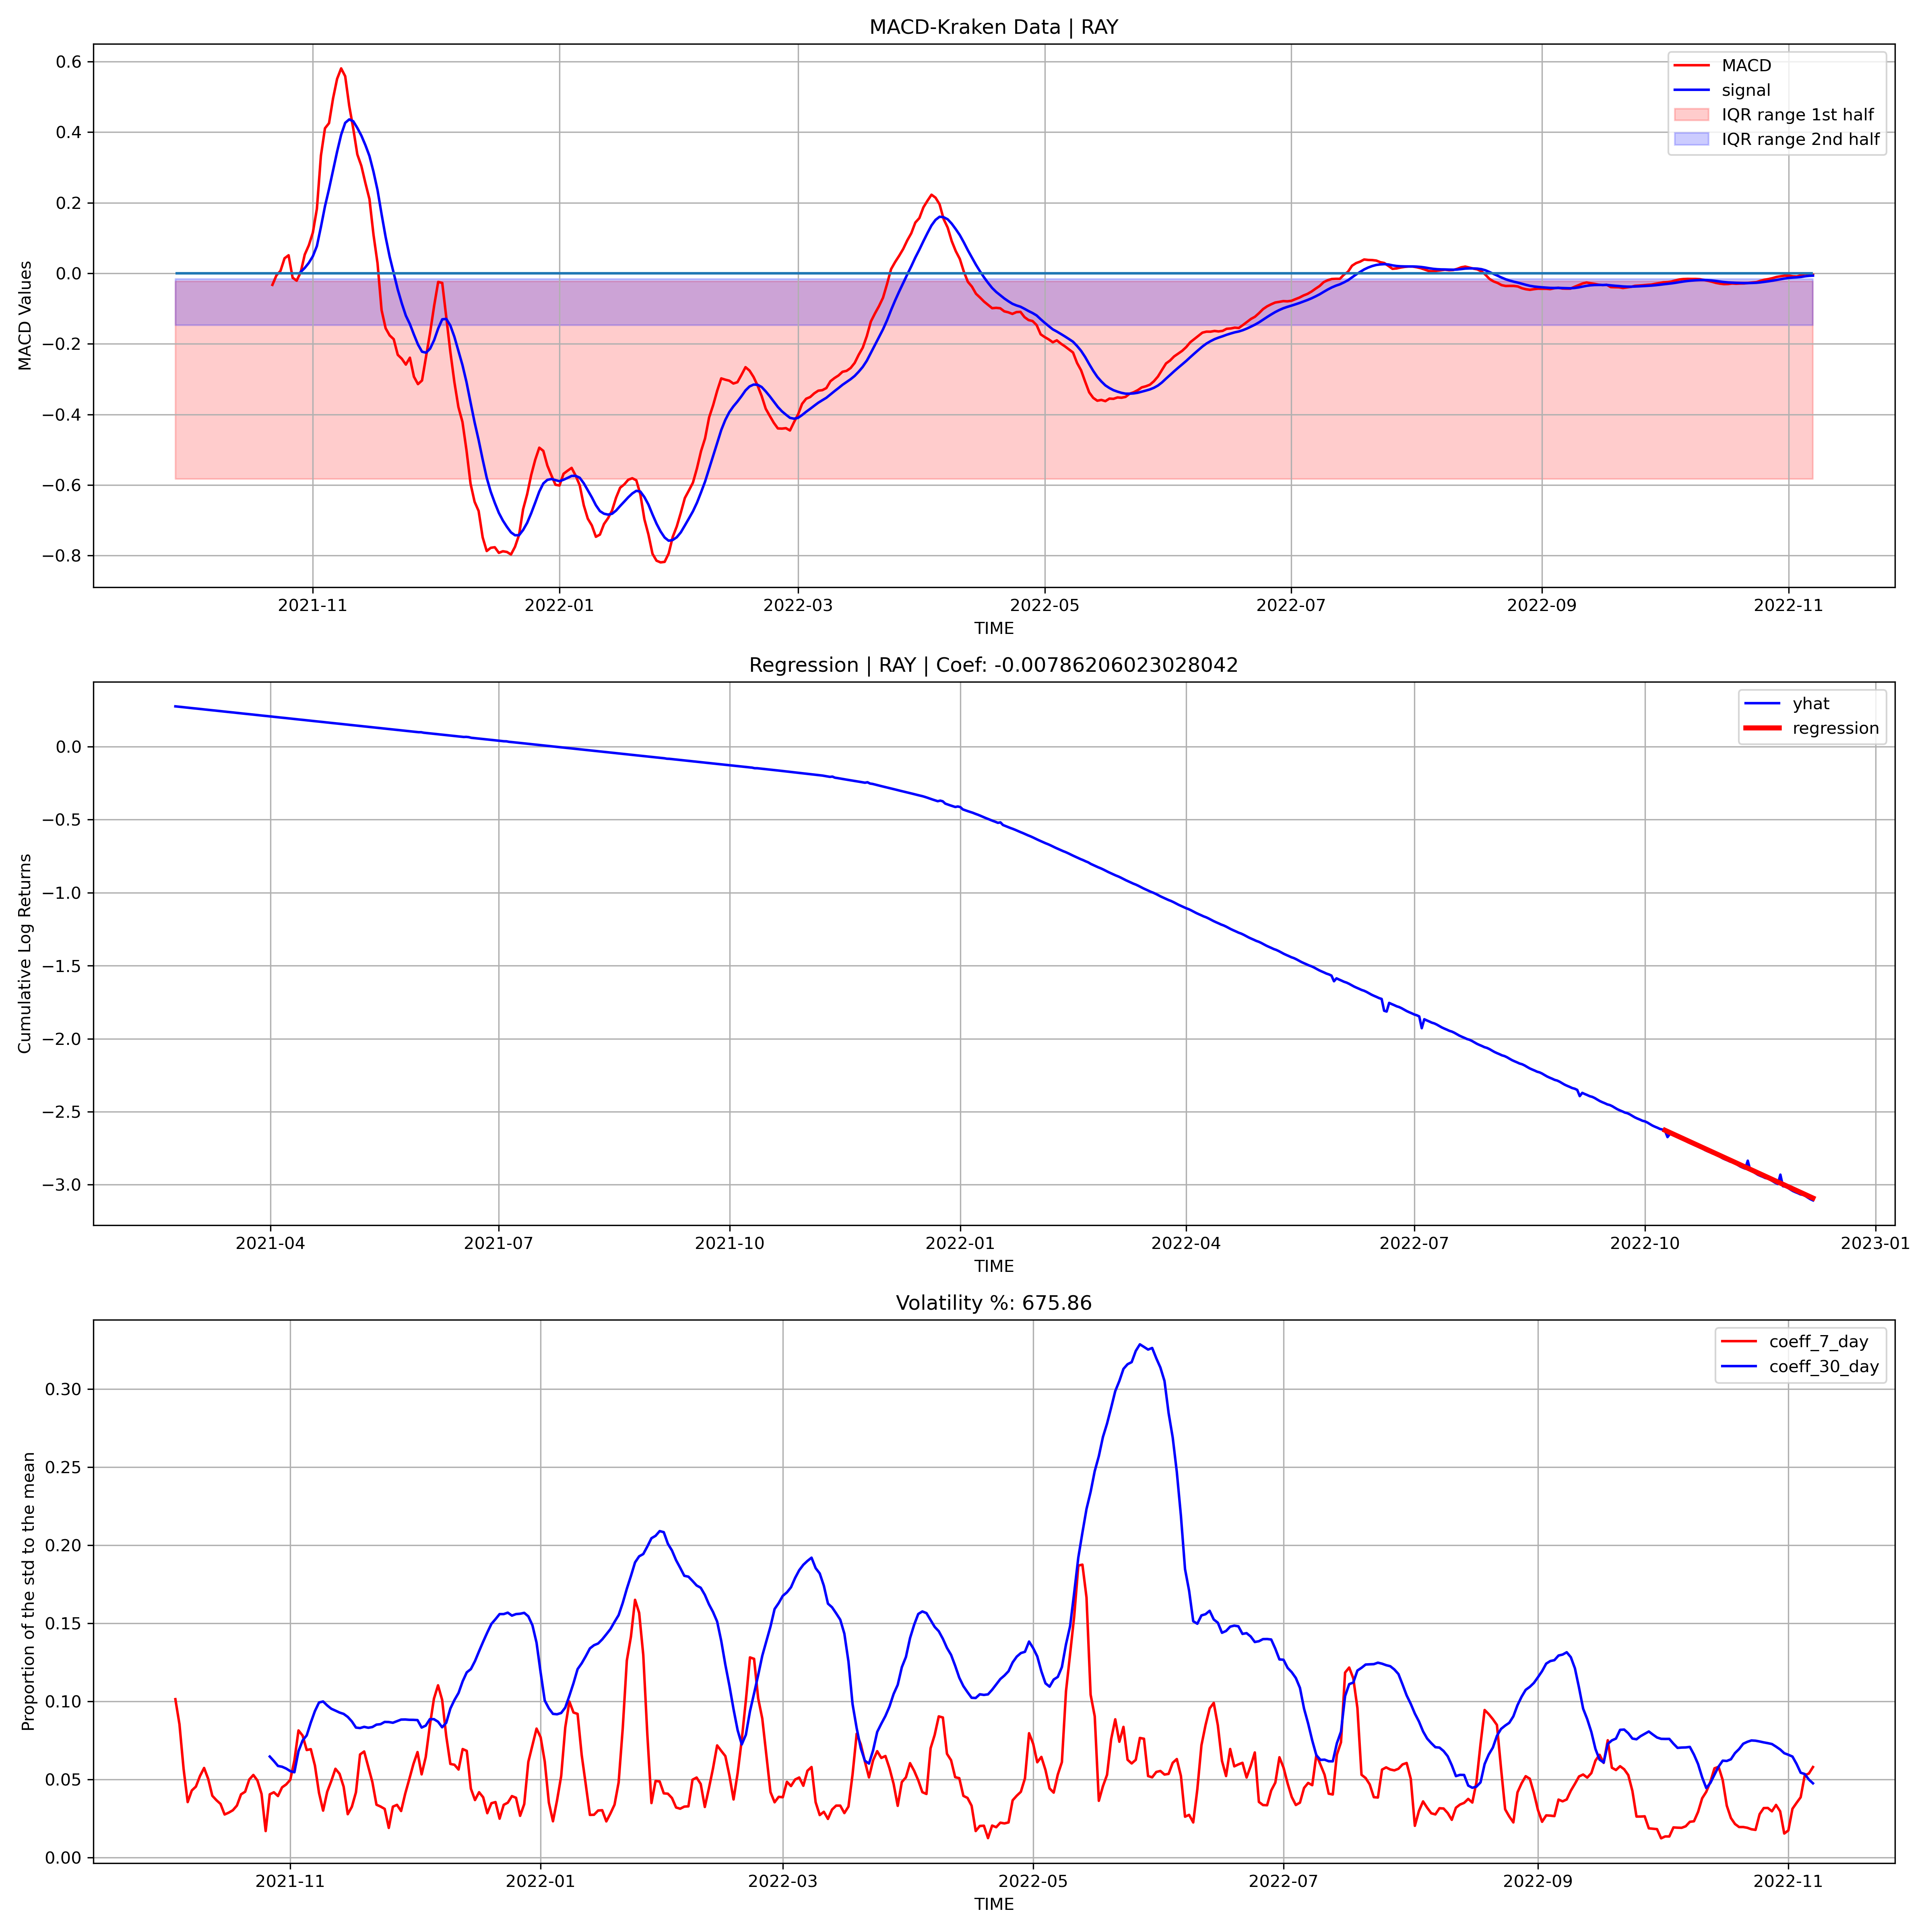 MACD-Kraken Data | RAY
MACD Values
0.6
0.4
0.2
0.0
−0.2
−0.4
−0.6
−0.8
MACD
signal
IQR range 1st half
IQR range 2nd half
2021-11 2022-01 2022-03 2022-05 2022-07 2022-09 2022-11
TIME
Regression | RAY | Coef: -0.00786206023028042
Cumulative Log Returns
0.0
−0.5
−1.0
−1.5
−2.0
−2.5
−3.0
yhat
regression
2021-04 2021-07 2021-10 2022-01 2022-04 2022-07 2022-10 2023-01
TIME
Volatility %: 675.86
Proportion of the std to the mean
0.30
0.25
0.20
0.15
0.10
0.05
0.00
coeff_7_day
coeff_30_day
2021-11 2022-01 2022-03 2022-05 2022-07 2022-09 2022-11
TIME